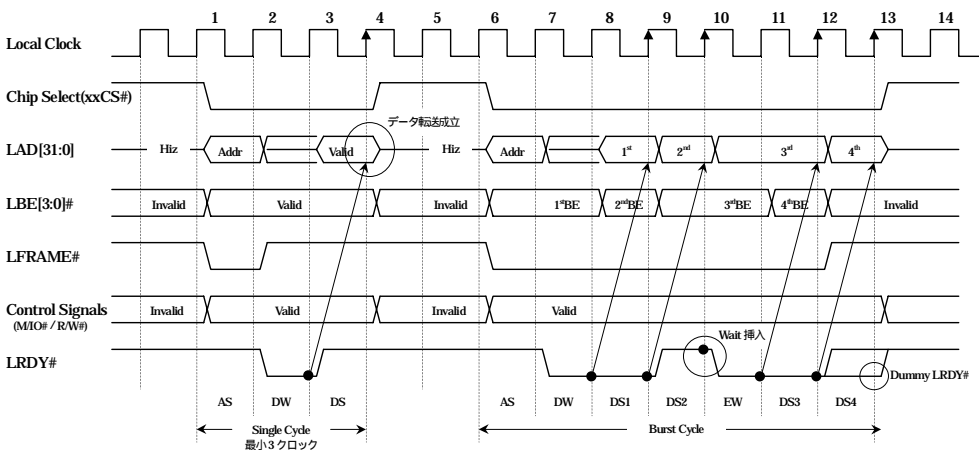 1 2 3 4 5 6 7 8 9 10 11 12 13 14
Local Clock
Chip Select(xxCS#)
データ転送成立
LAD[31:0] Hiz Addr Valid Hiz Addr 1st 2nd 3rd 4th
LBE[3:0]# Invalid Valid Invalid 1stBE 2ndBE 3rdBE 4thBE Invalid
LFRAME#
Control Signals Invalid Valid Invalid Valid
(M/IO# / R/W#)
Wait 挿入
LRDY#
Dummy LRDY#
AS DW DS AS DW DS1 DS2 EW DS3 DS4
Single Cycle Burst Cycle
最小3クロック